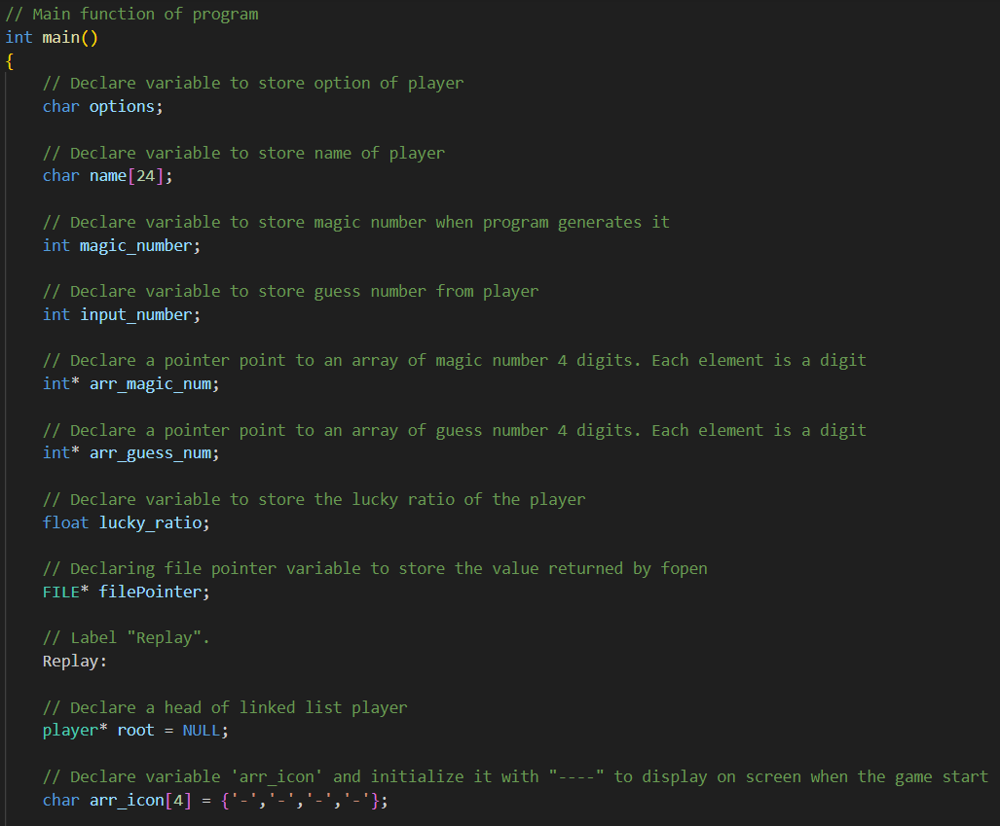 // Main function of program
int main()
{
    // Declare variable to store option of player
    char options;
    // Declare variable to store name of player
    char name[24];
    // Declare variable to store magic number when program generates it
    int magic_number;
    // Declare variable to store guess number from player
    int input_number;
    // Declare a pointer point to an array of magic number 4 digits. Each element is a digit
    int* arr_magic_num;
    // Declare a pointer point to an array of guess number 4 digits. Each element is a digit
    int* arr_guess_num;
    // Declare variable to store the lucky ratio of the player
    float lucky_ratio;
    // Declaring file pointer variable to store the value returned by fopen
    FILE* filePointer;
    // Label "Replay".
    Replay:
    // Declare a head of linked list player
    player* root = NULL;
    // Declare variable 'arr_icon' and initialize it with "----" to display on screen when the game start
    char arr_icon[4] = {'-','-','-','-'};